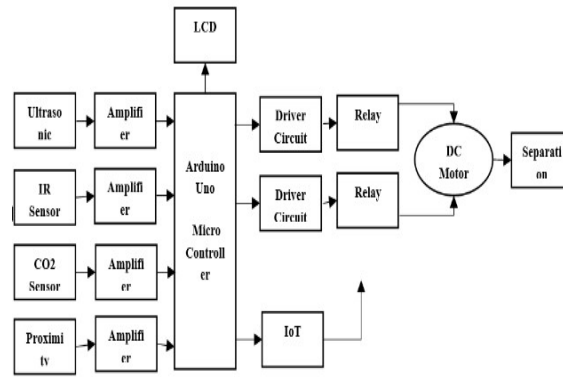 LCD
Ultraso
nic
Amplifi
er
Driver
Circuit
Relay
IR
Sensor
Amplifi
er
Arduino
Uno
Micro
Controll
er
Driver
Circuit
Relay
DC
Motor
Separati
on
CO2
Sensor
Amplifi
er
Proximi
ty
Amplifi
er
IoT